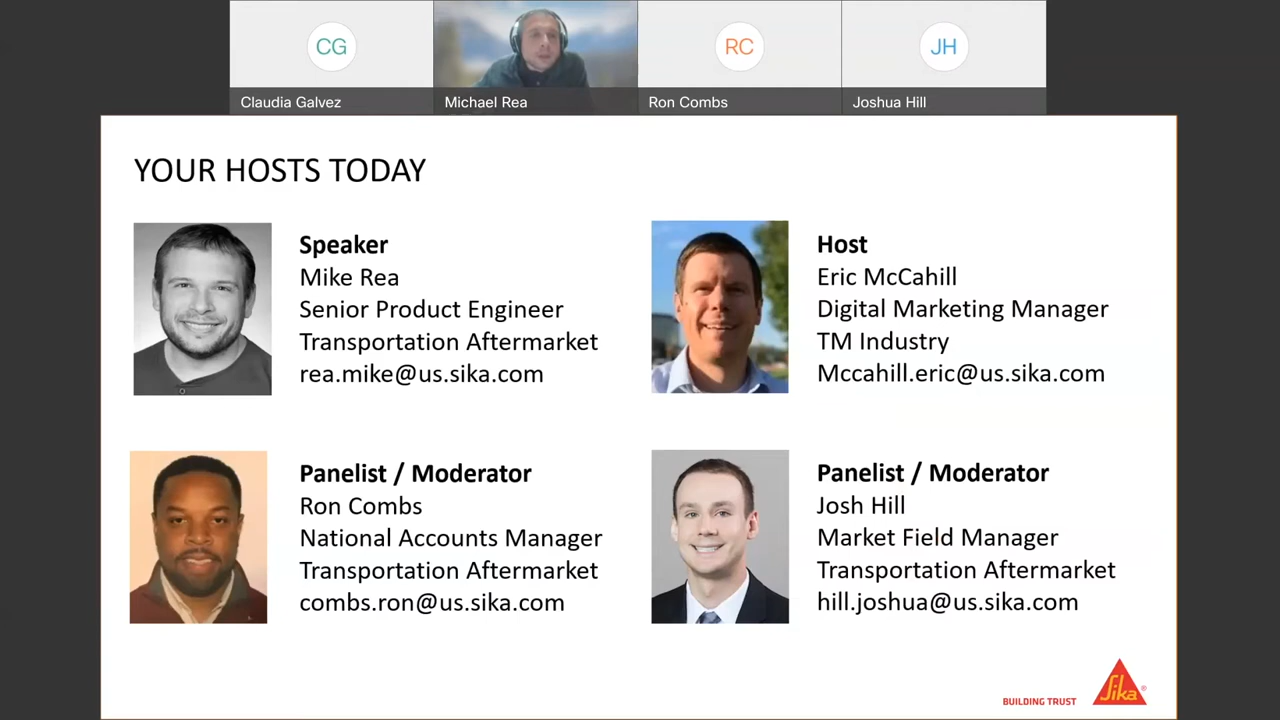 CG
RC
JH
Claudia Galvez
Michael Rea
Ron Combs
Joshua Hill
YOUR HOSTS TODAY
Speaker
Mike Rea
Senior Product Engineer
Transportation Aftermarket
rea.mike@us.sika.com
Host
Eric McCahill
Digital Marketing Manager
TM Industry
Mccahill.eric@us.sika.com
Panelist / Moderator
Ron Combs
National Accounts Manager
Transportation Aftermarket
combs.ron@us.sika.com
Panelist / Moderator
Josh Hill
Market Field Manager
Transportation Aftermarket
hill.joshua@us.sika.com
BUILDING TRUST
Sika®